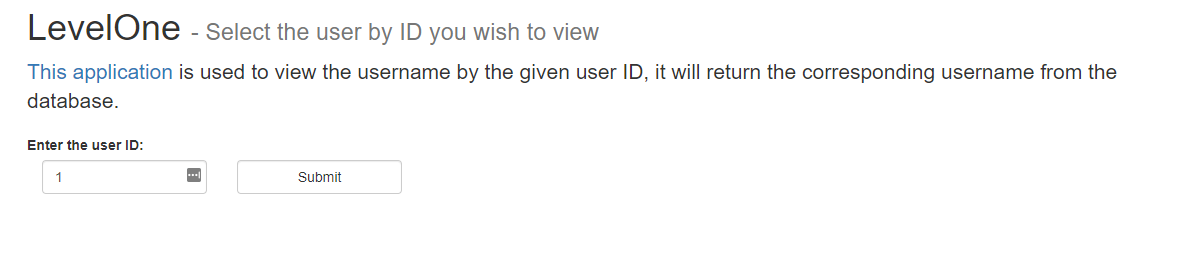 LevelOne - Select the user by ID you wish to view
This application is used to view the username by the given user ID, it will return the corresponding username from the
database.
Enter the user ID:
1 Submit